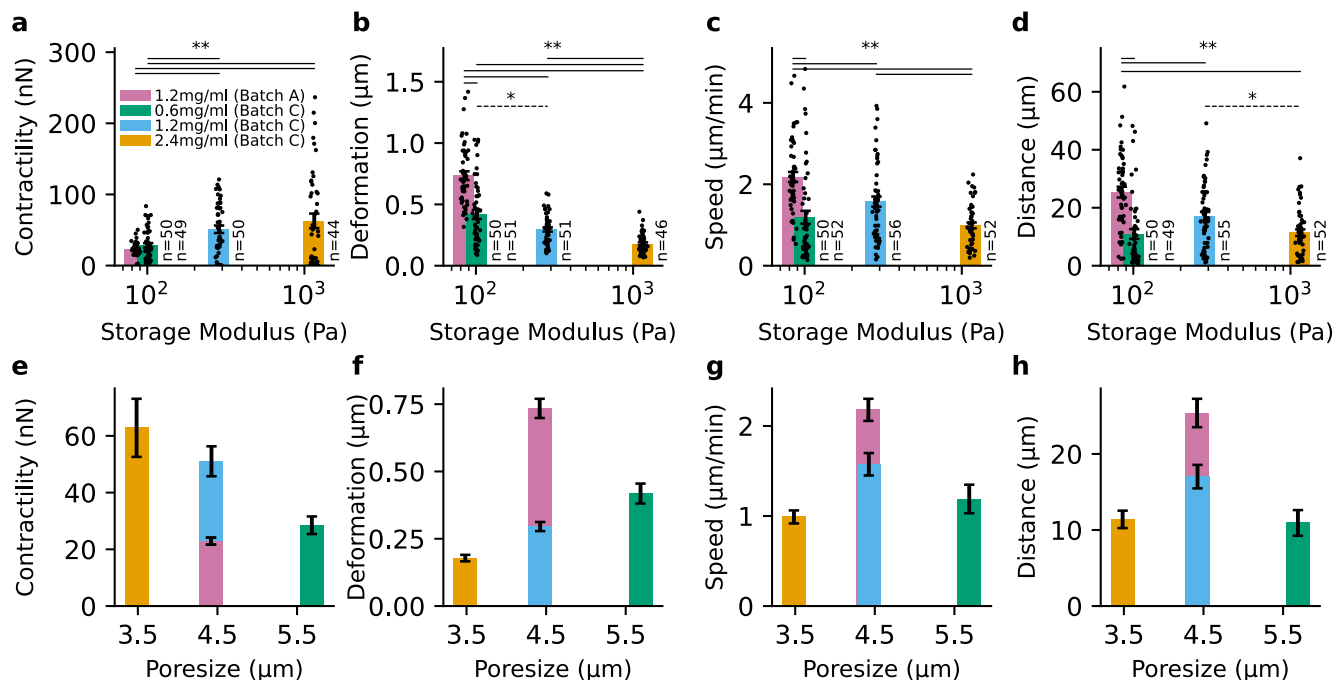 a
Contractility (nN)
300
200
100
0
**
1.2mg/ml (Batch A)
0.6mg/ml (Batch C)
1.2mg/ml (Batch C)
2.4mg/ml (Batch C)
n=50
n=49
n=50
n=44
10²
10³
Storage Modulus (Pa)
b
Deformation (µm)
1.5
1.0
0.5
0.0
**
*
n=50
n=51
n=51
n=46
10²
10³
Storage Modulus (Pa)
c
Speed (µm/min)
4
2
0
**
n=50
n=52
n=56
n=52
10²
10³
Storage Modulus (Pa)
d
Distance (µm)
60
40
20
0
**
*
n=50
n=49
n=55
n=52
10²
10³
Storage Modulus (Pa)
e
Contractility (nN)
60
40
20
0
3.5
4.5
5.5
Poresize (µm)
f
Deformation (µm)
0.75
0.50
0.25
0.00
3.5
4.5
5.5
Poresize (µm)
g
Speed (µm/min)
2
1
0
3.5
4.5
5.5
Poresize (µm)
h
Distance (µm)
20
10
0
3.5
4.5
5.5
Poresize (µm)